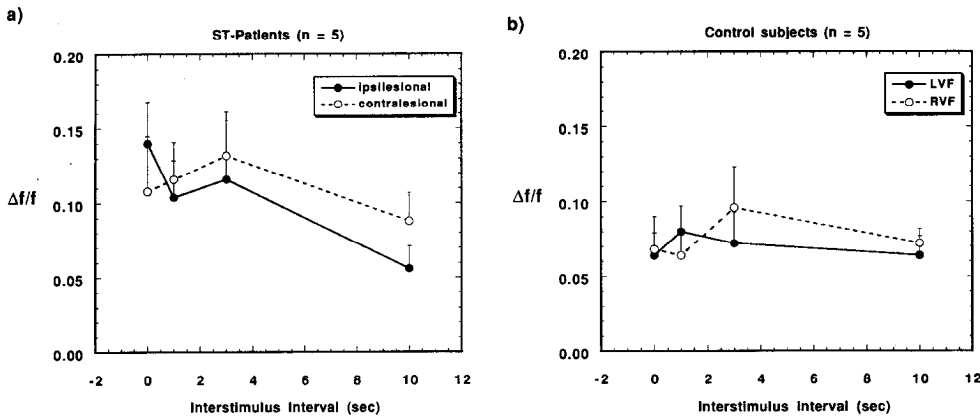 a)
ST-Patients (n = 5)
0.20
0.15
0.10
0.05
0.00
Δf/f
ipsilesional
contralesional
-2 0 2 4 6 8 10 12
Interstimulus Interval (sec)
b)
Control subjects (n = 5)
0.20
0.15
0.10
0.05
0.00
Δf/f
LVF
RVF
-2 0 2 4 6 8 10 12
Interstimulus Interval (sec)